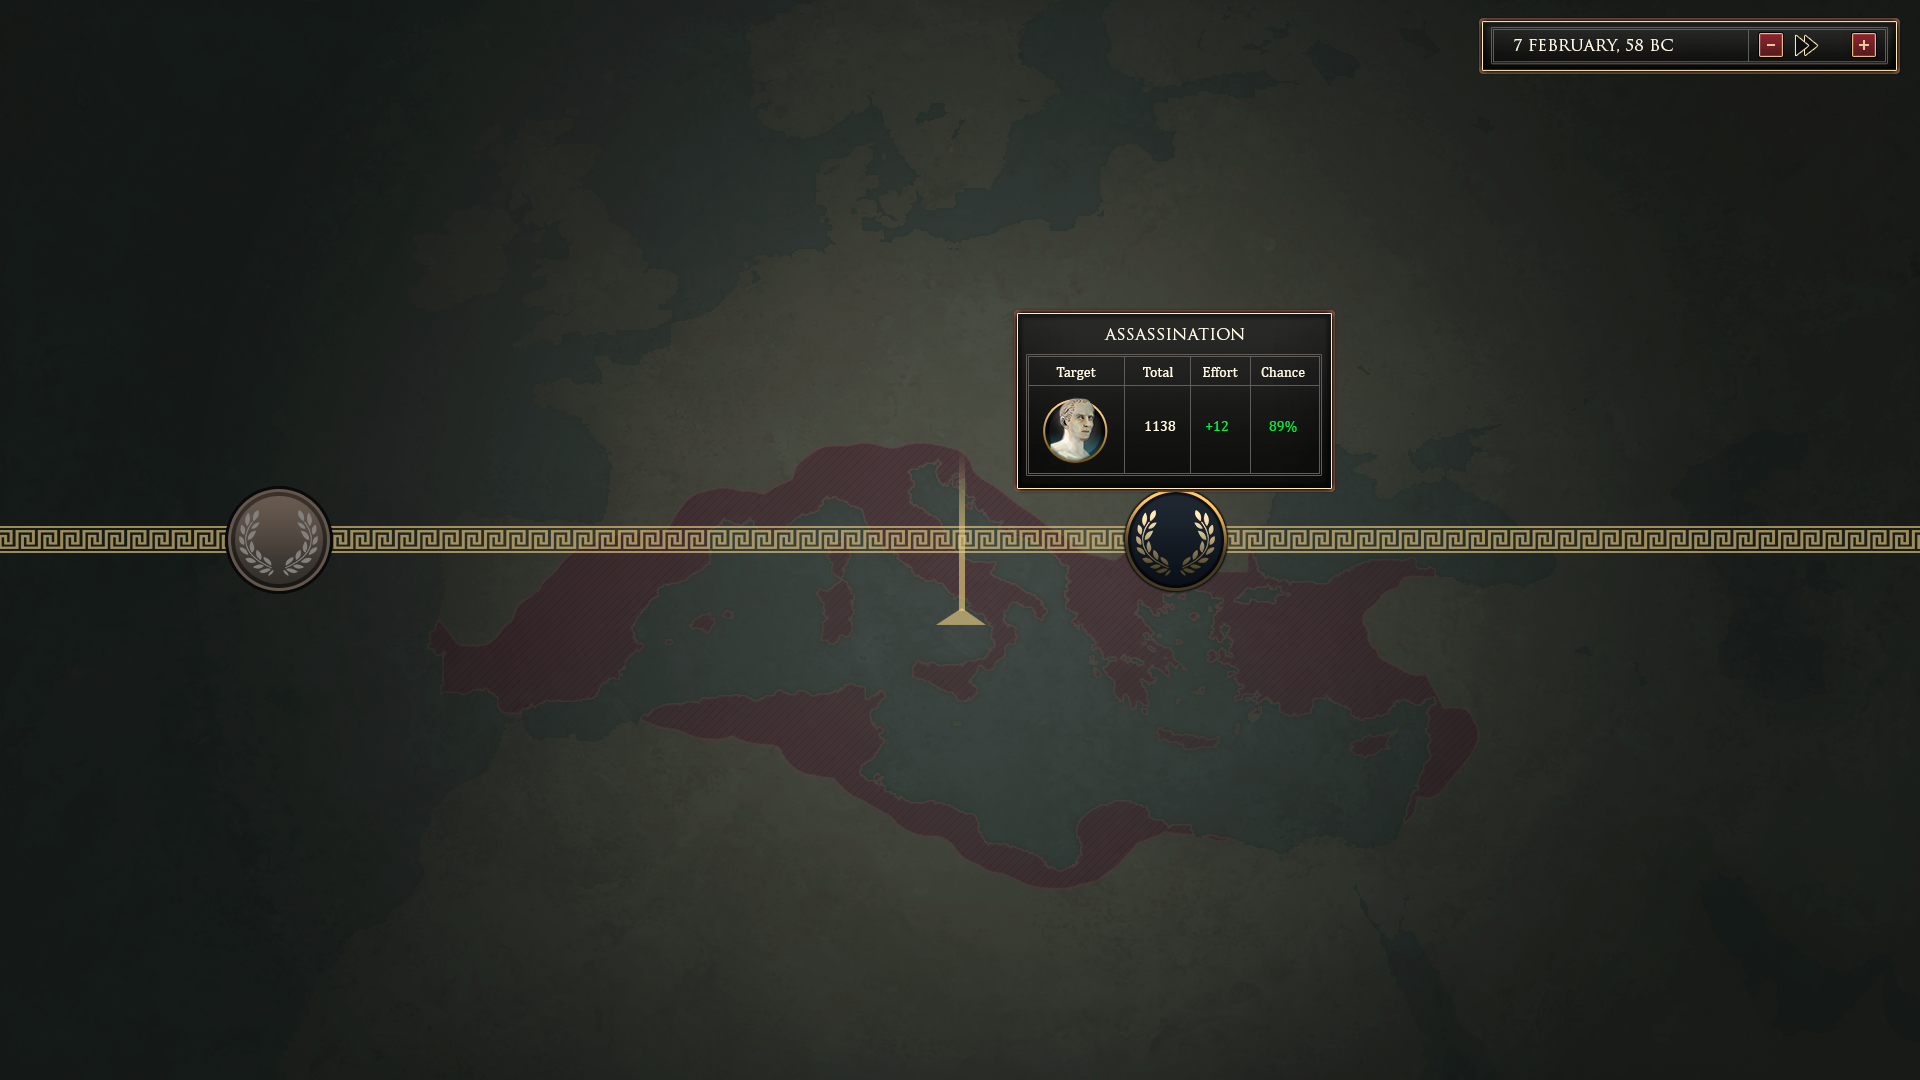 7 FEBRUARY, 58 BC
ASSASSINATION
Target Total Effort Chance
1138 +12 89%